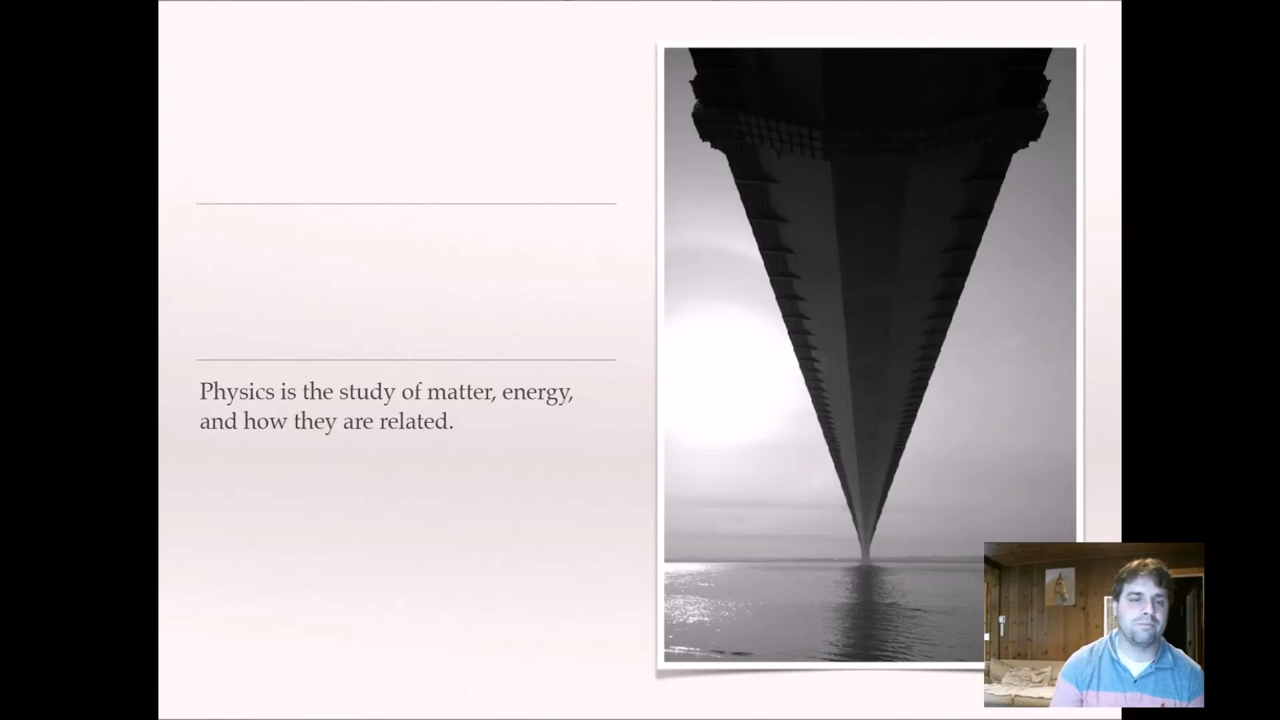 Physics is the study of matter, energy,
and how they are related.